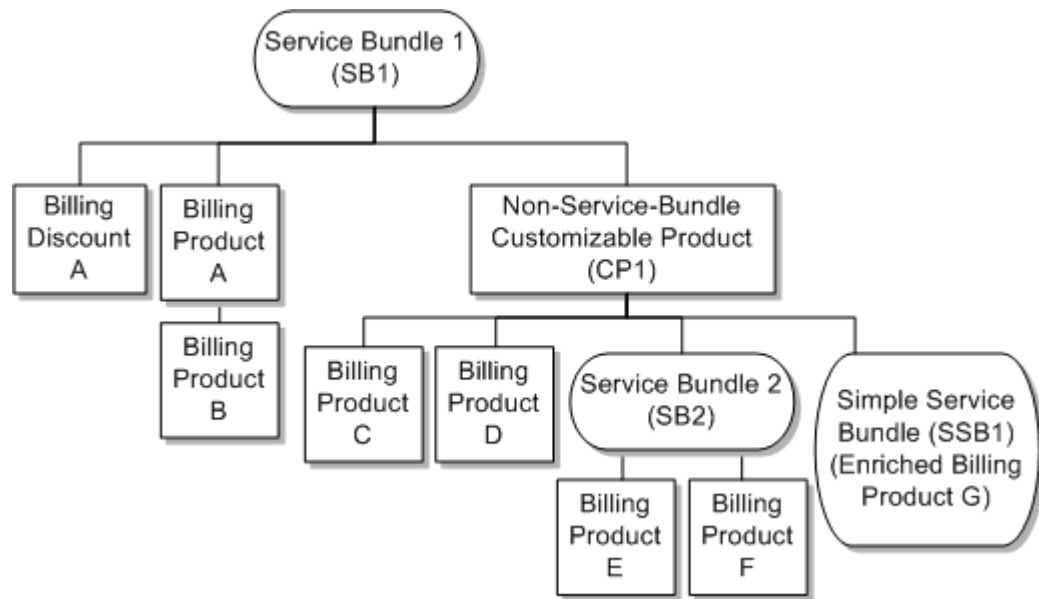 Service Bundle 1
(SB1)
Billing
Discount
A
Billing
Product
A
Non-Service-Bundle
Customizable Product
(CP1)
Billing
Product
B
Billing
Product
C
Billing
Product
D
Service Bundle 2
(SB2)
Simple Service
Bundle (SSB1)
(Enriched Billing
Product G)
Billing
Product
E
Billing
Product
F